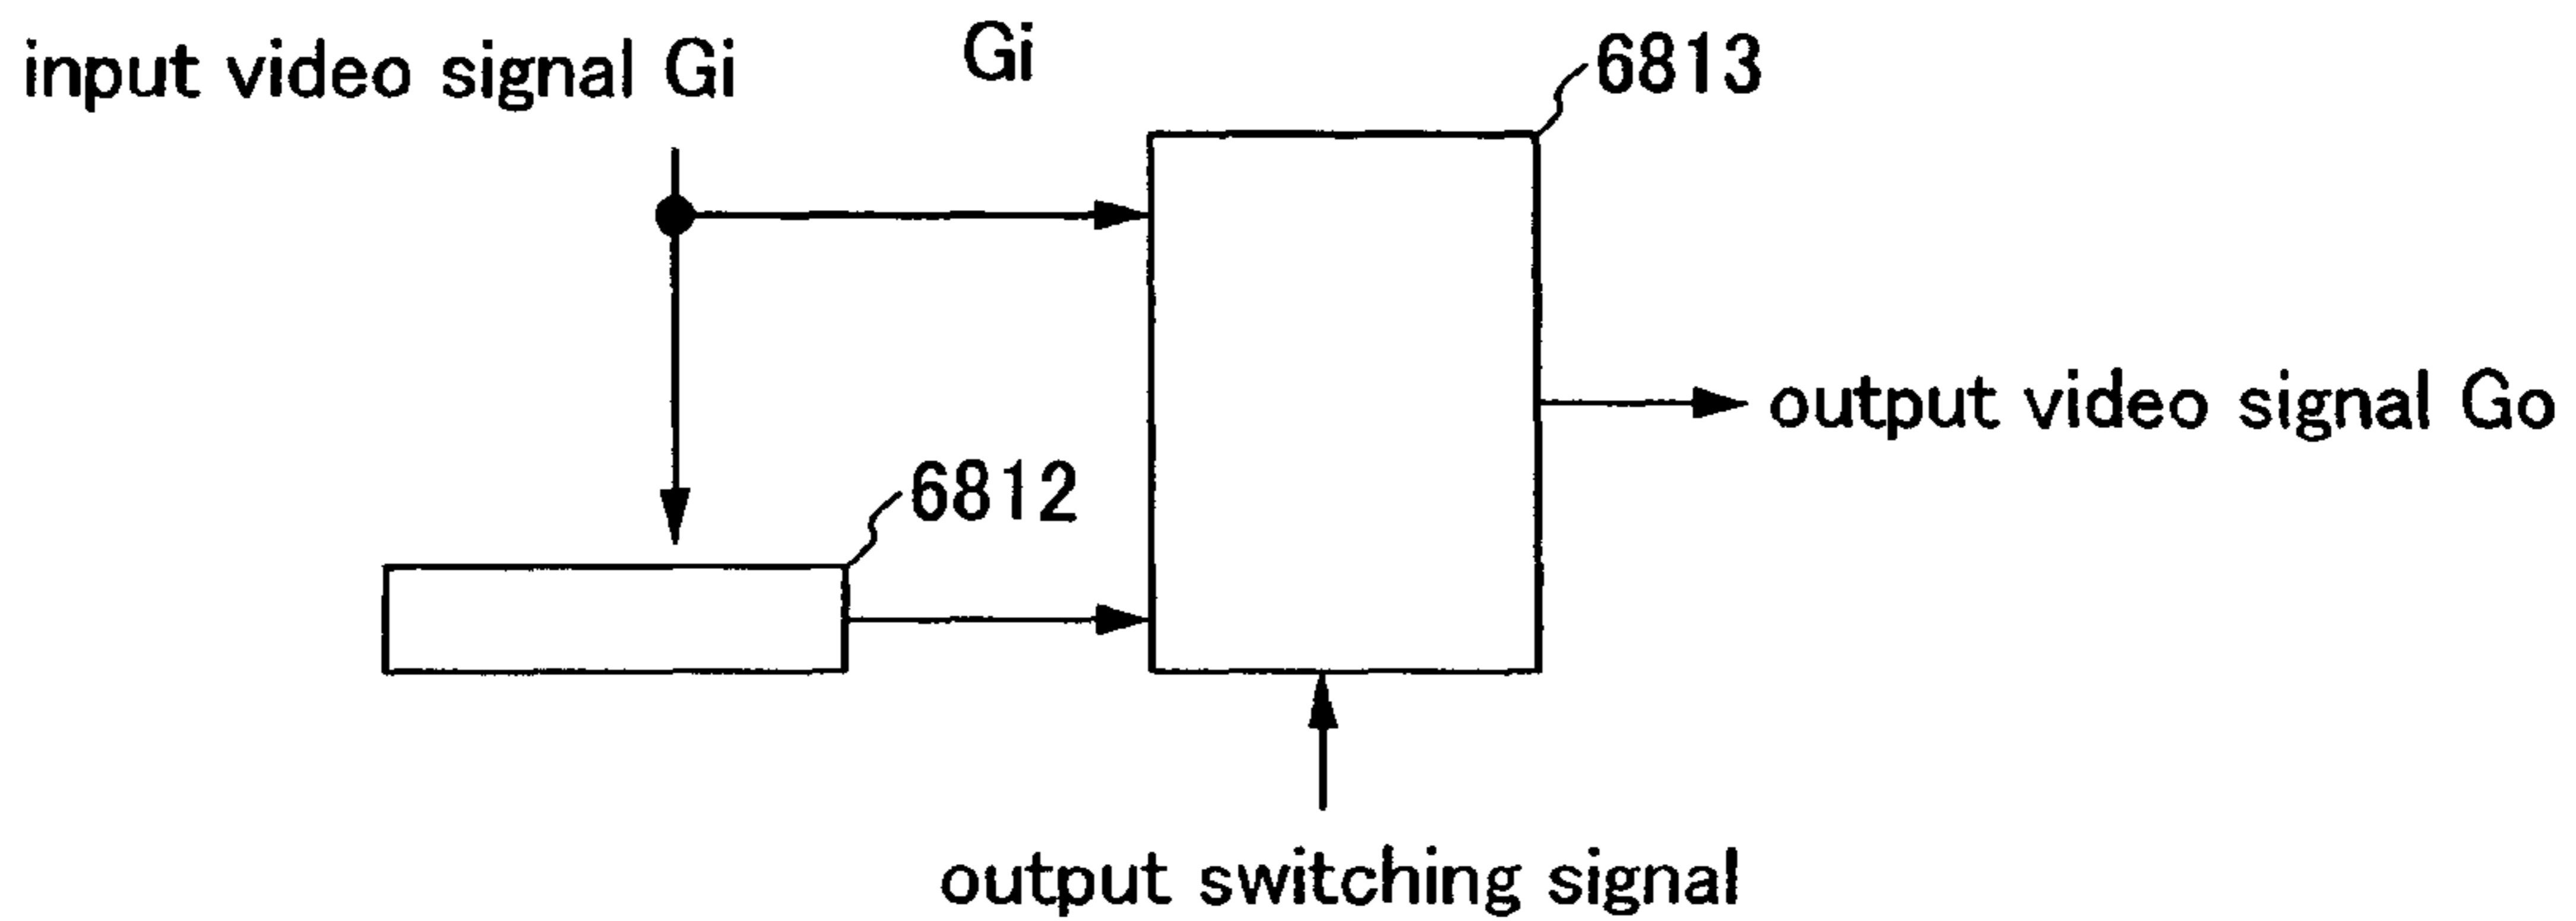 input video signal Gi
Gi
6813
output video signal Go
6812
output switching signal